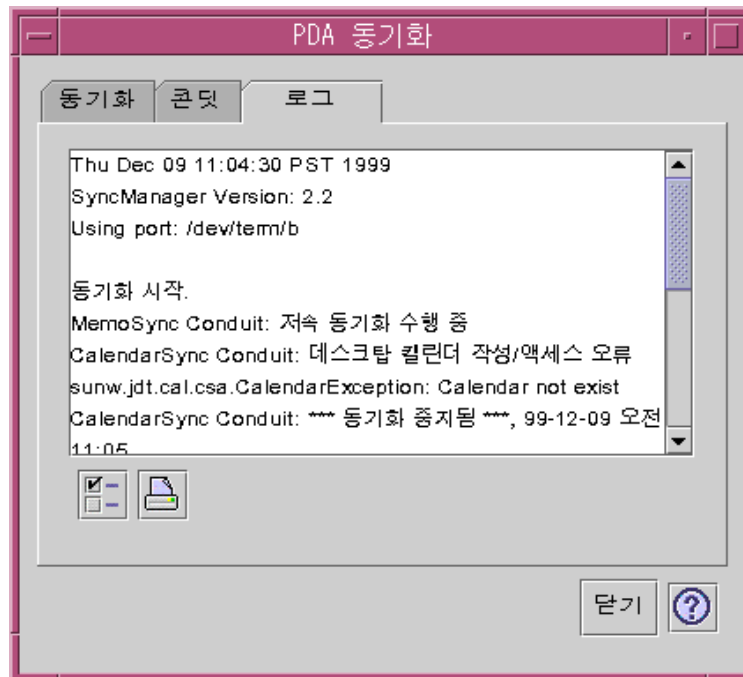 PDA 동기화
동기화 콘딧 로그
Thu Dec 09 11:04:30 PST 1999
SyncManager Version: 2.2
Using port: /dev/term/b
동기화 시작.
MemoSync Conduit: 저속 동기화 수행 중
CalendarSync Conduit: 데스크탑 킬린더 작성/액세스 오류
sunw.jdt.cal.csa.CalendarException: Calendar not exist
CalendarSync Conduit: *** 동기화 중지됨 ***, 99-12-09 오전
11:05
닫기